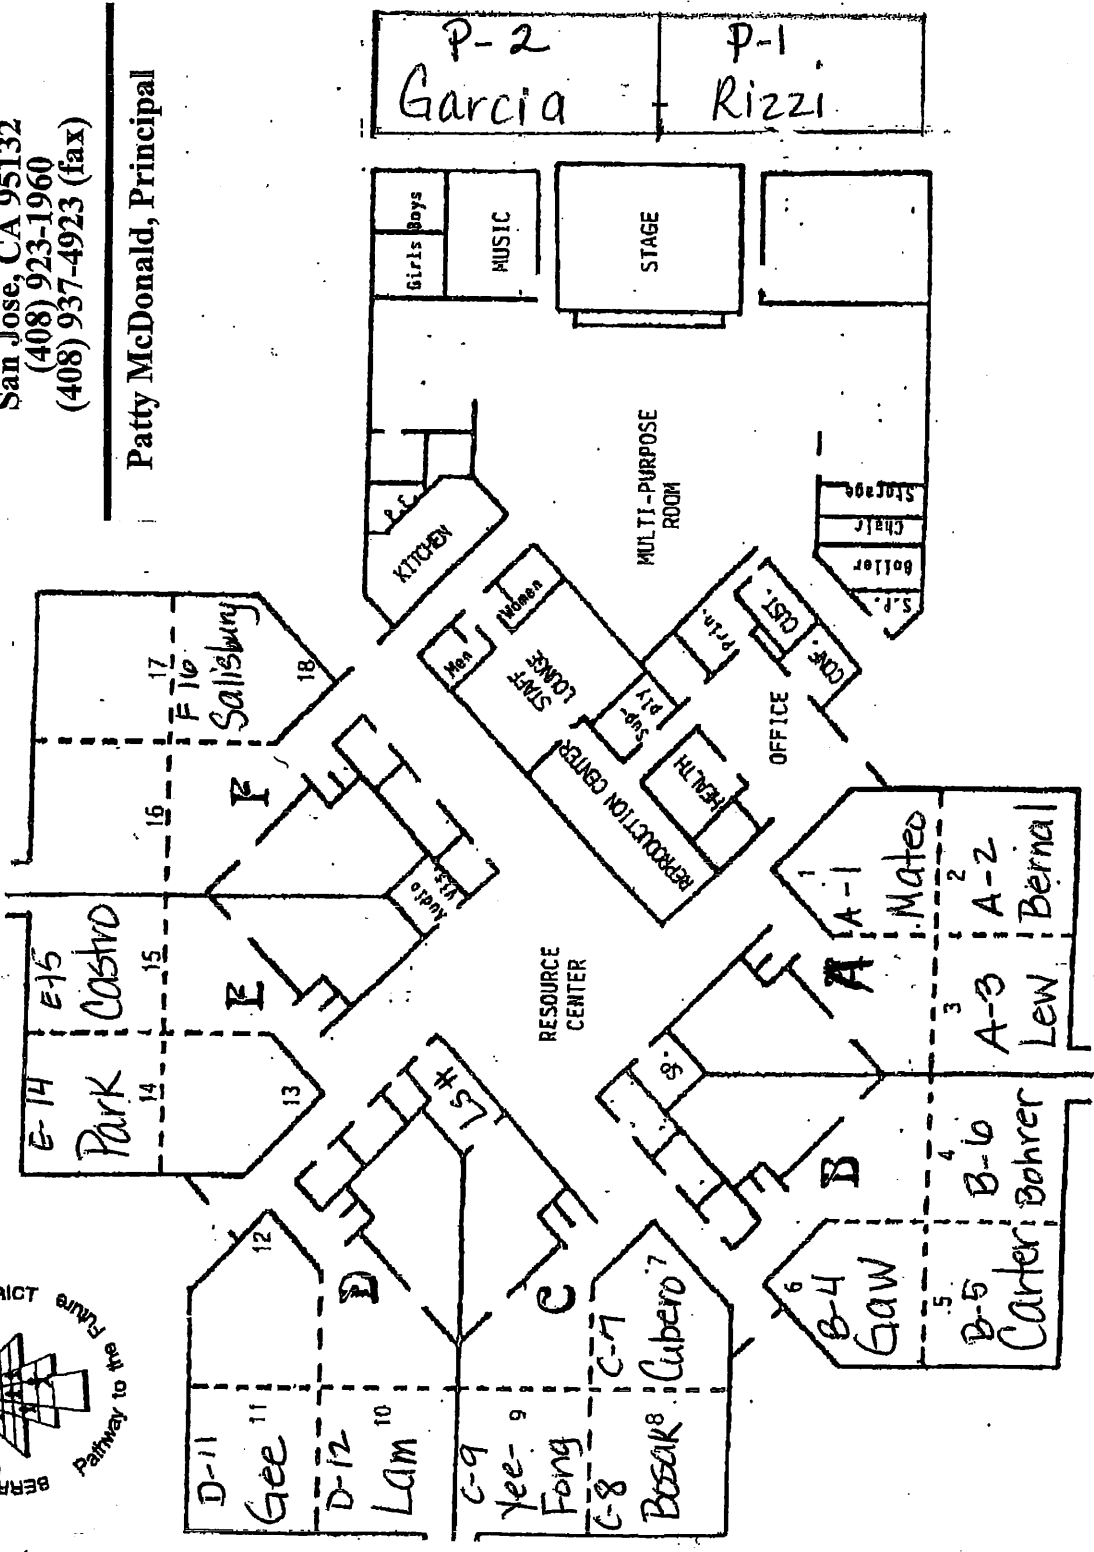 San Jose, CA 95132
(408) 923-1960
(408) 937-4923 (fax)
Patty McDonald, Principal
Pathway to the Future
P-2
Garcia
P-1
Rizzi
Girls
Boys
MUSIC
STAGE
MULTI-PURPOSE
ROOM
KITCHEN
Storage
Chair
Boiler
S.P.
Women
Men
STAFF
LOUNGE
Prin.
CUST.
CONF.
Sup-
ply
OFFICE
HEALTH
REPRODUCTION CENTER
RESOURCE
CENTER
17
F 16
Salisbury
18
16
F
Audio
Vis.
E-15
Castro
15
E
E-14
Park
14
13
12
D
LSH
D-11
Gee
11
D-12
Lam
10
C-9
Yee-
Fong
9
C
C-7
Cubero
7
C-8
Bosak
8
B
6
B-4
Gaw
5
B-5
Carter
4
B-6
Bohrer
A
1
A-1
Mateo
2
A-2
Bernal
3
A-3
Lew